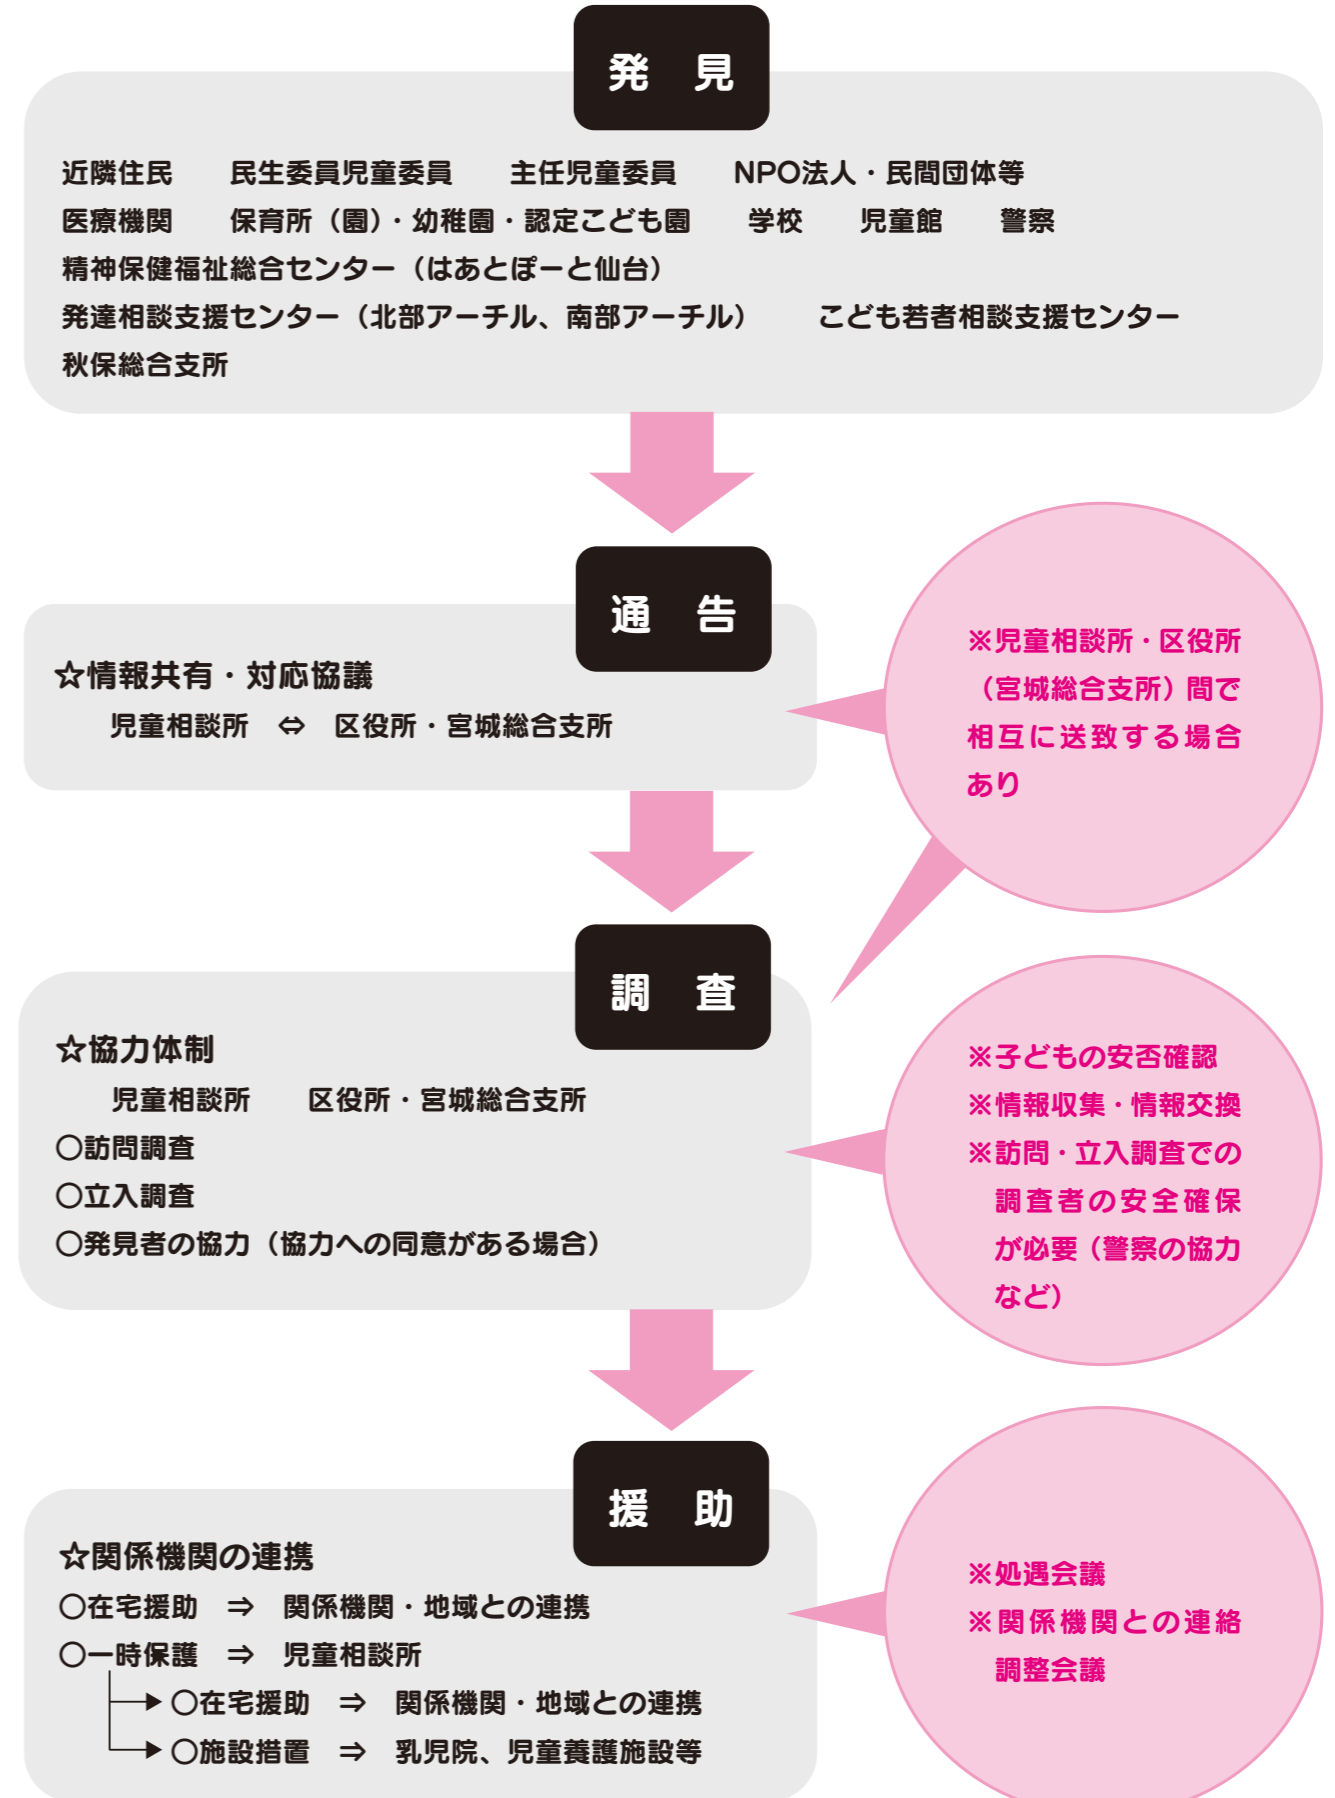 発　見
近隣住民　　民生委員児童委員　　主任児童委員　　NPO法人・民間団体等
医療機関　　保育所（園）・幼稚園・認定こども園　　学校　　児童館　　警察
精神保健福祉総合センター（はあとぽーと仙台）
発達相談支援センター（北部アーチル、南部アーチル）　　こども若者相談支援センター
秋保総合支所
通　告
☆情報共有・対応協議
児童相談所　⇔　区役所・宮城総合支所
※児童相談所・区役所
（宮城総合支所）間で
相互に送致する場合
あり
調　査
☆協力体制
児童相談所　　区役所・宮城総合支所
〇訪問調査
〇立入調査
〇発見者の協力（協力への同意がある場合）
※子どもの安否確認
※情報収集・情報交換
※訪問・立入調査での
調査者の安全確保
が必要（警察の協力
など）
援　助
☆関係機関の連携
〇在宅援助　⇒　関係機関・地域との連携
〇一時保護　⇒　児童相談所
〇在宅援助　⇒　関係機関・地域との連携
〇施設措置　⇒　乳児院、児童養護施設等
※処遇会議
※関係機関との連絡
調整会議